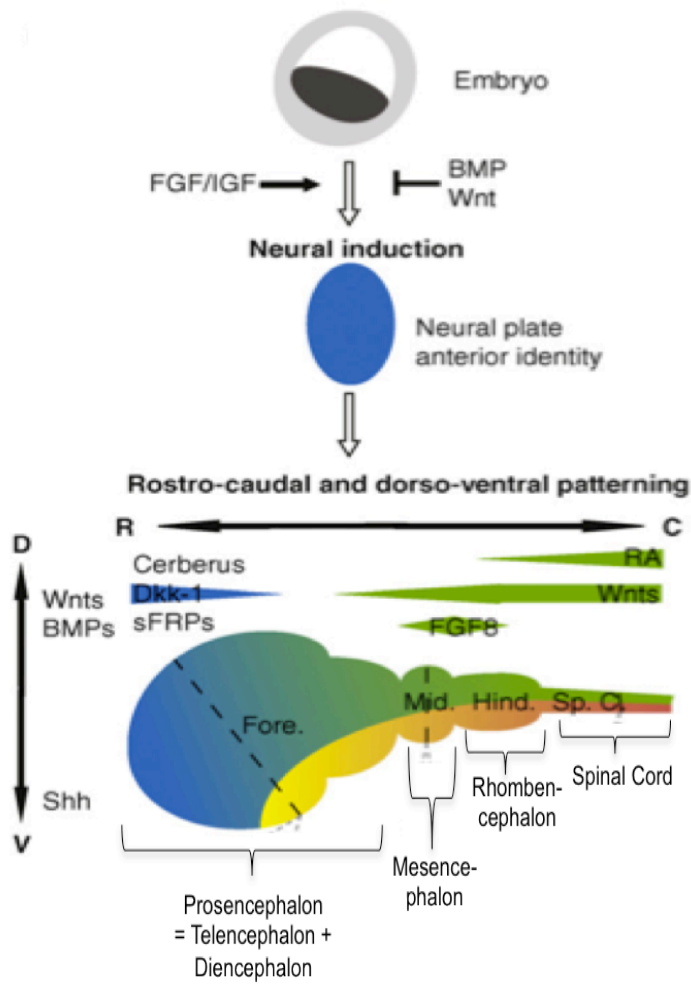 Embryo
FGF/IGF
BMP
Wnt
Neural induction
Neural plate
anterior identity
Rostro-caudal and dorso-ventral patterning
R
C
D
Cerberus
RA
Wnts
BMPs
Dkk-1
Wnts
sFRPs
FGF8
Fore.
Mid.
Hind.
Sp. C.
Shh
V
Rhomben-
cephalon
Spinal Cord
Mesence-
phalon
Prosencephalon
= Telencephalon +
Diencephalon